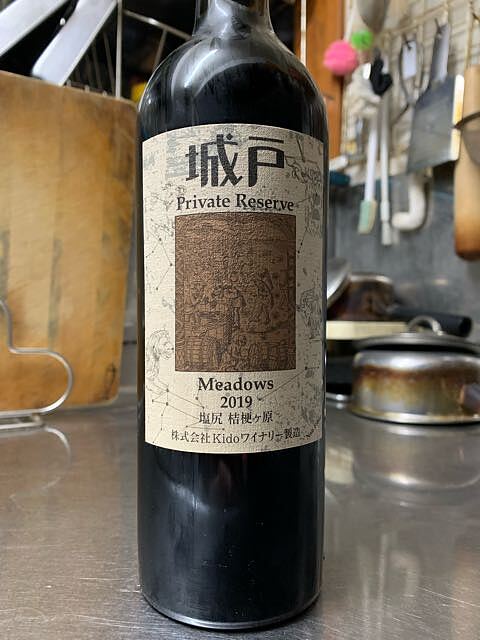 城戸
Private Reserve
Meadows
2019
塩尻 桔梗ヶ原
株式会社Kidoワイナリー製造